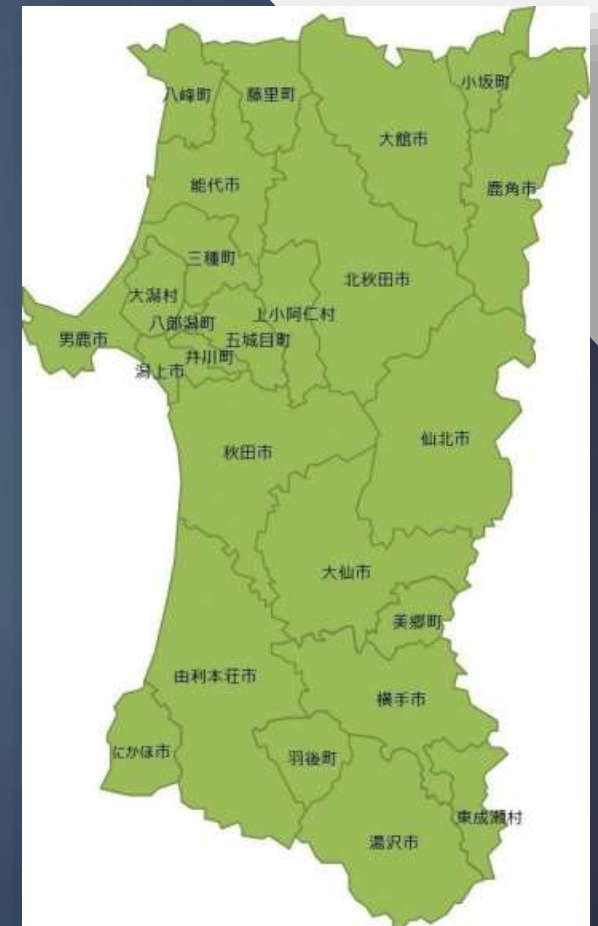 小坂町
八峰町
藤里町
大館市
能代市
鹿角市
三種町
北秋田市
大潟村
上小阿仁村
八郎潟町
男鹿市
五城目町
井川町
潟上市
仙北市
秋田市
大仙市
美郷町
由利本荘市
横手市
にかほ市
羽後町
東成瀬村
湯沢市